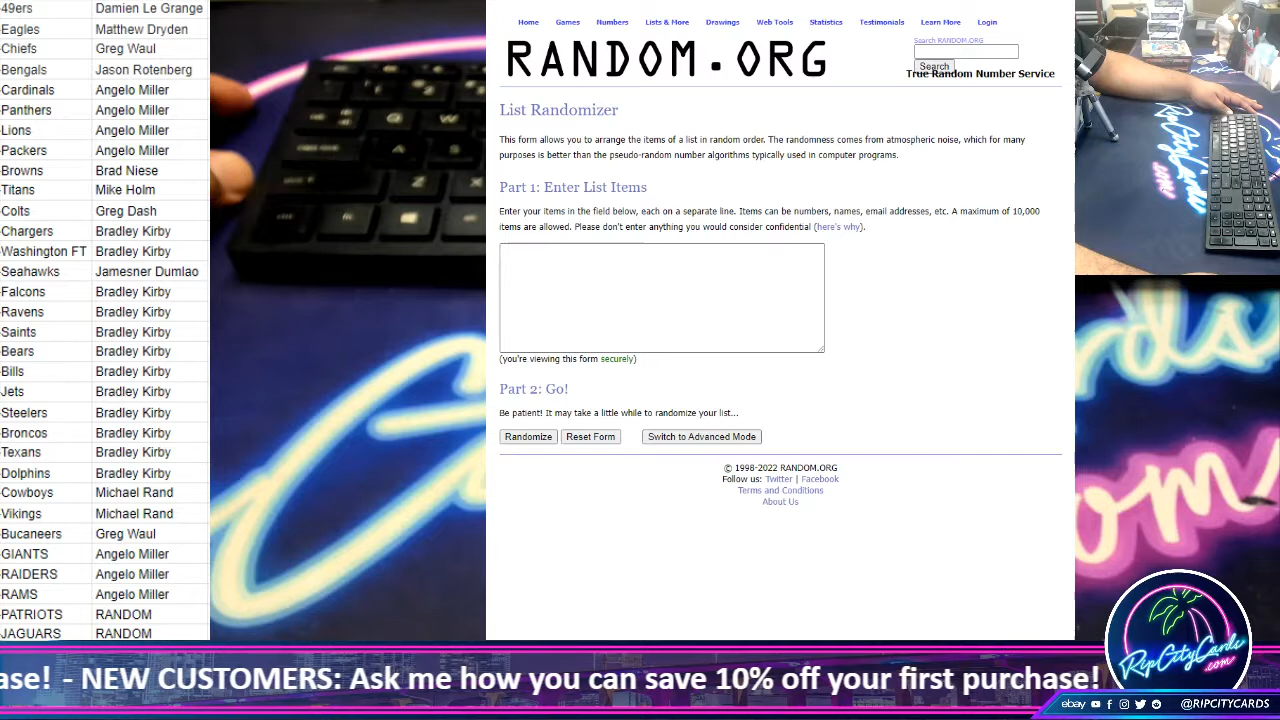 49ers Damien Le Grange
-Eagles Matthew Dryden
-Chiefs Greg Waul
-Bengals Jason Rotenberg
-Cardinals Angelo Miller
-Panthers Angelo Miller
-Lions Angelo Miller
-Packers Angelo Miller
-Browns Brad Niese
-Titans Mike Holm
-Colts Greg Dash
-Chargers Bradley Kirby
-Washington FT Bradley Kirby
-Seahawks Jamesner Dumlao
-Falcons Bradley Kirby
-Ravens Bradley Kirby
-Saints Bradley Kirby
-Bears Bradley Kirby
-Bills Bradley Kirby
-Jets Bradley Kirby
-Steelers Bradley Kirby
-Broncos Bradley Kirby
-Texans Bradley Kirby
-Dolphins Bradley Kirby
-Cowboys Michael Rand
-Vikings Michael Rand
-Bucaneers Greg Waul
-GIANTS Angelo Miller
-RAIDERS Angelo Miller
-RAMS Angelo Miller
-PATRIOTS RANDOM
-JAGUARS RANDOM
Home Games Numbers Lists & More Drawings Web Tools Statistics Testimonials Learn More Login
RANDOM.ORG
Search RANDOM.ORG
Search
True Random Number Service
List Randomizer
This form allows you to arrange the items of a list in random order. The randomness comes from atmospheric noise, which for many
purposes is better than the pseudo-random number algorithms typically used in computer programs.
Part 1: Enter List Items
Enter your items in the field below, each on a separate line. Items can be numbers, names, email addresses, etc. A maximum of 10,000
items are allowed. Please don't enter anything you would consider confidential (here's why).
(you're viewing this form securely)
Part 2: Go!
Be patient! It may take a little while to randomize your list...
Randomize Reset Form Switch to Advanced Mode
© 1998-2022 RANDOM.ORG
Follow us: Twitter | Facebook
Terms and Conditions
About Us
RipCityCards
.com
ase! - NEW CUSTOMERS: Ask me how you can save 10% off your first purchase!
RipCityCards
.com
ebay @RIPCITYCARDS